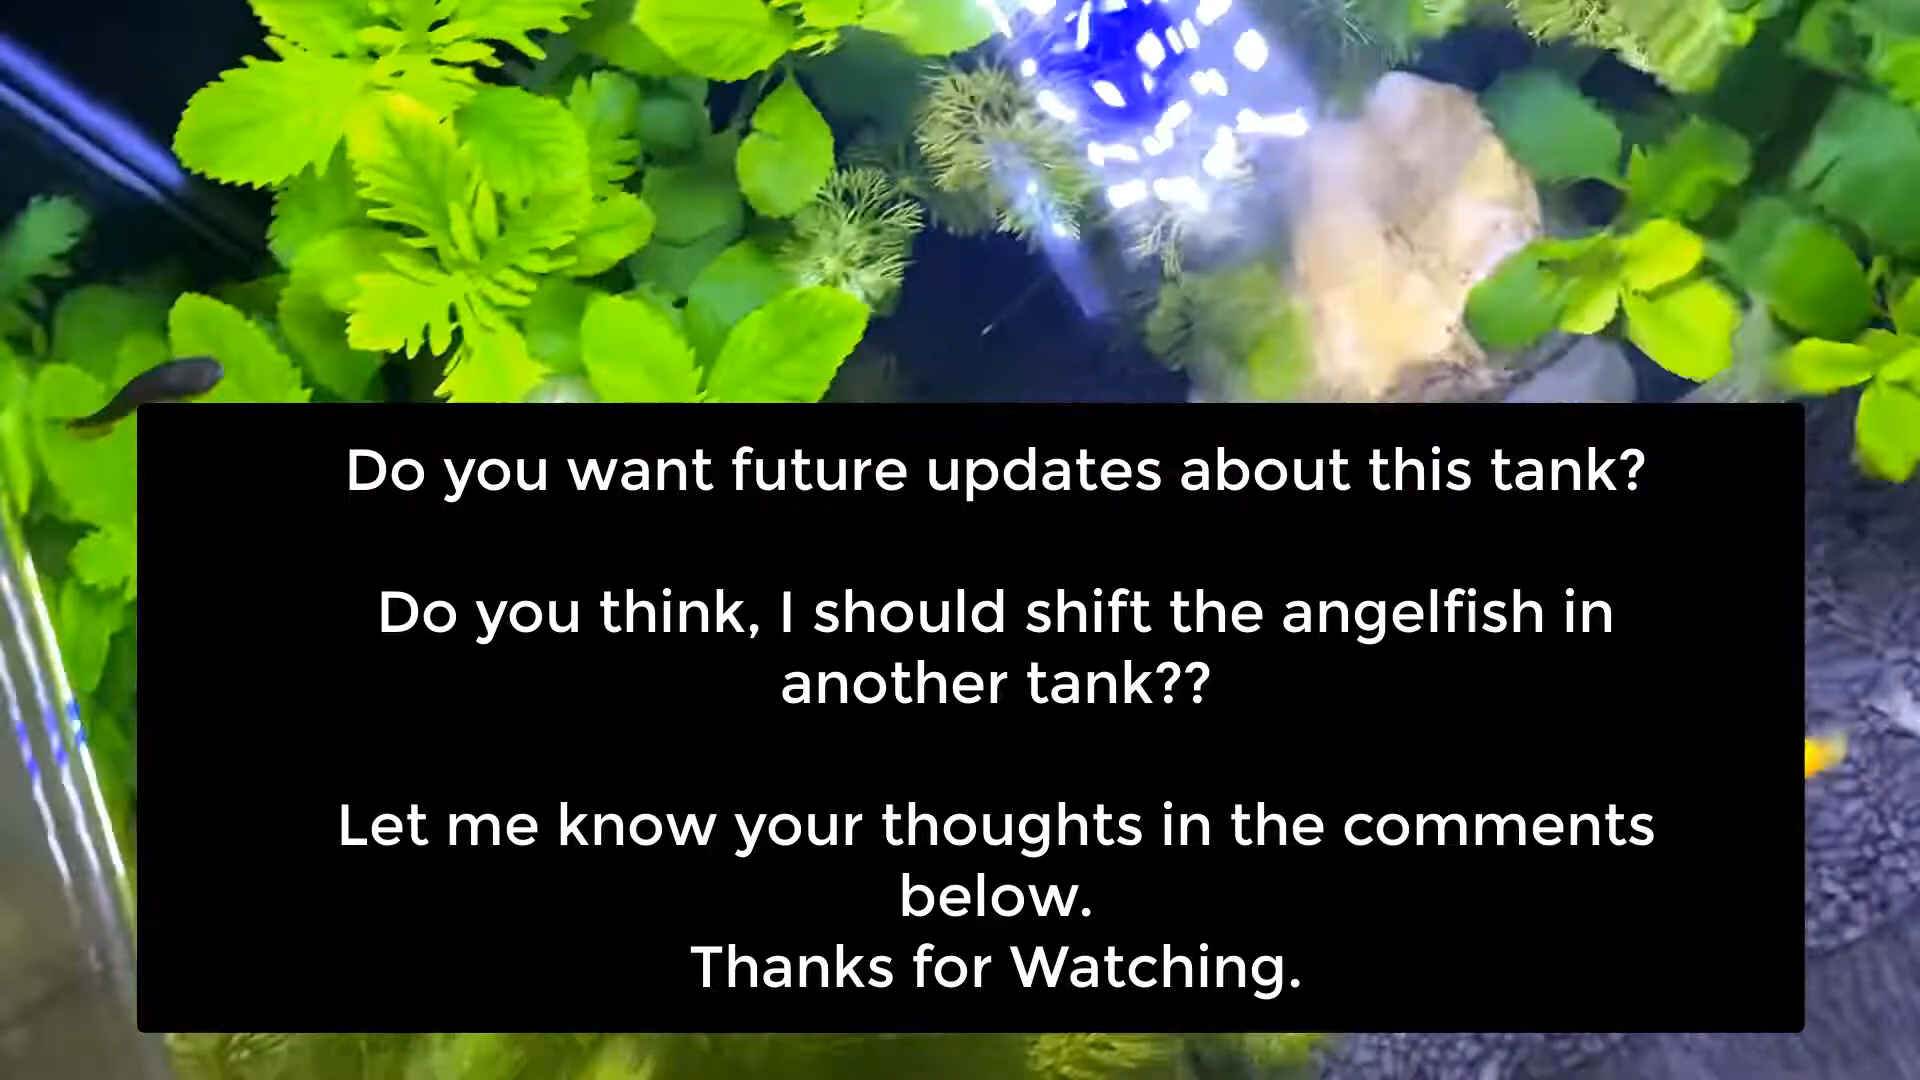 Do you want future updates about this tank?
Do you think, I should shift the angelfish in
another tank??
Let me know your thoughts in the comments
below.
Thanks for Watching.